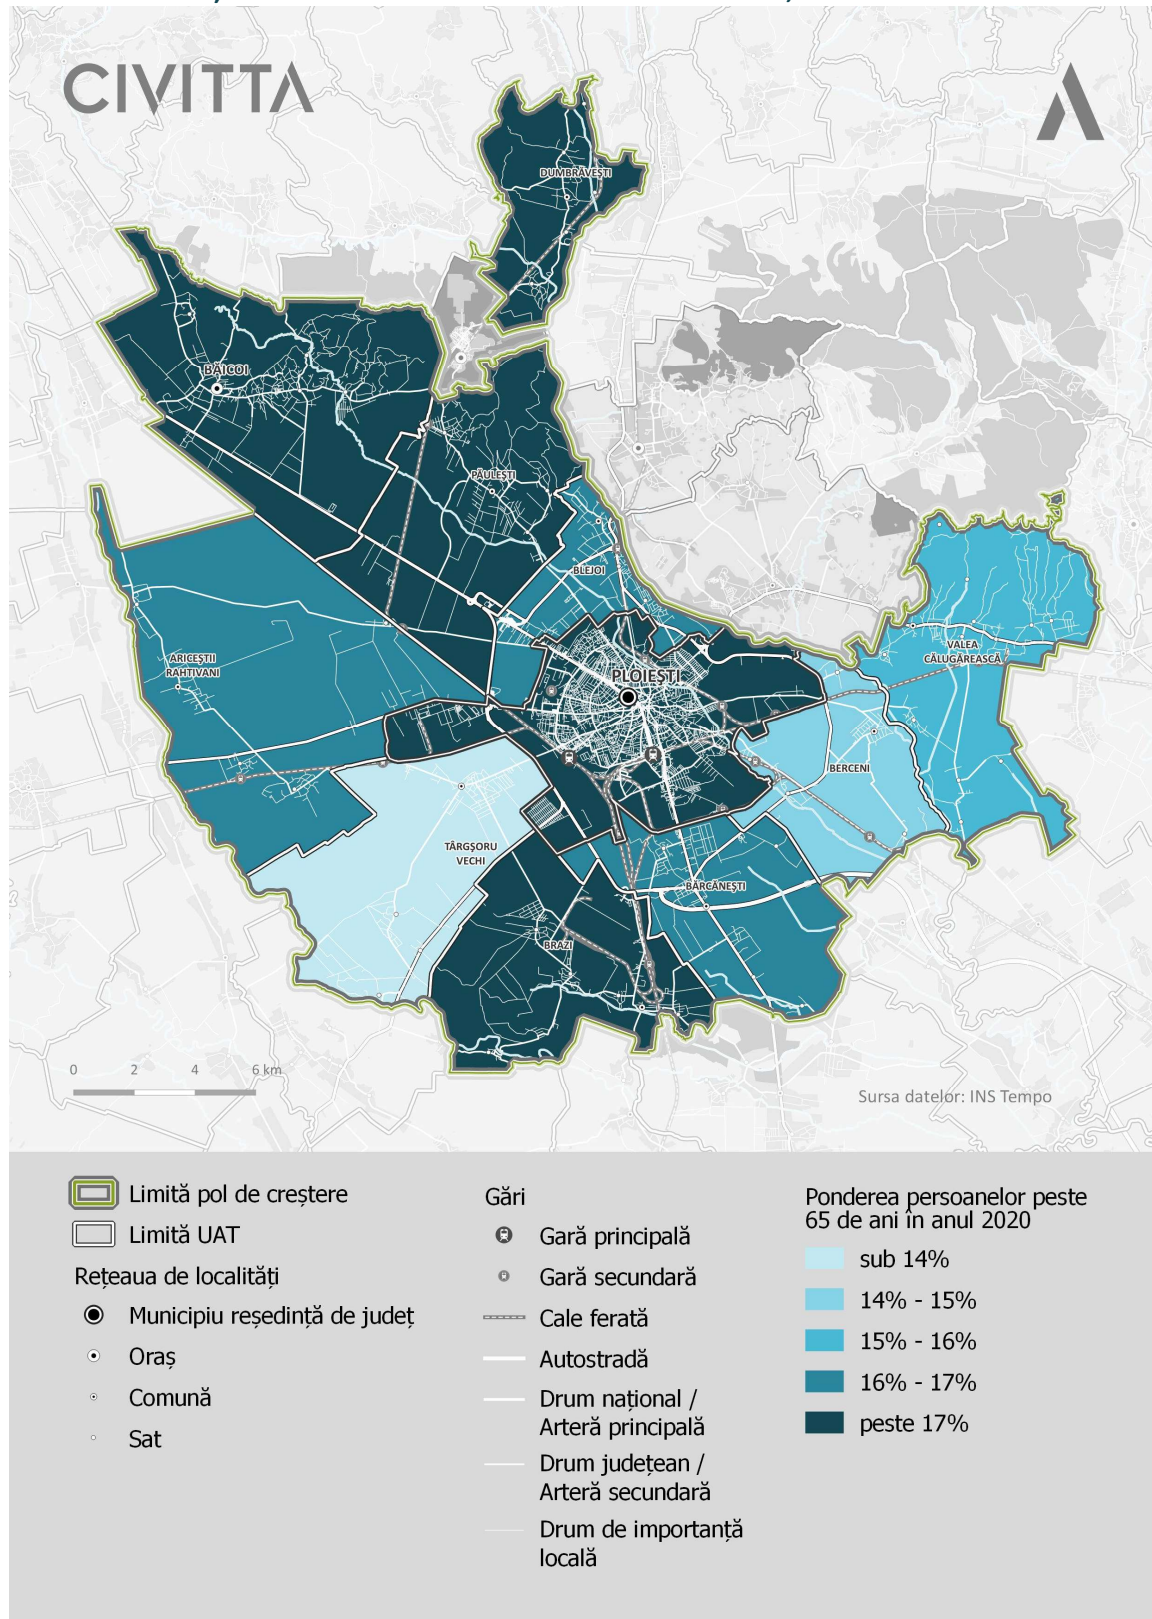 CIVITTA
DUMBRĂVEȘTI
BĂICOI
PĂULEȘTI
BLEJOI
ARICEȘTII
RAHTIVANI
VALEA
CĂLUGĂREASCĂ
PLOIEȘTI
BERCENI
TÂRGȘORU
VECHI
BĂRCĂNEȘTI
BRAZI
0 2 4 6 km
Sursa datelor: INS Tempo
Limită pol de creștere
Limită UAT
Rețeaua de localități
Municipiu reședință de județ
Oraș
Comună
Sat
Gări
Gară principală
Gară secundară
Cale ferată
Autostradă
Drum național /
Arteră principală
Drum județean /
Arteră secundară
Drum de importanță
locală
Ponderea persoanelor peste
65 de ani în anul 2020
sub 14%
14% - 15%
15% - 16%
16% - 17%
peste 17%